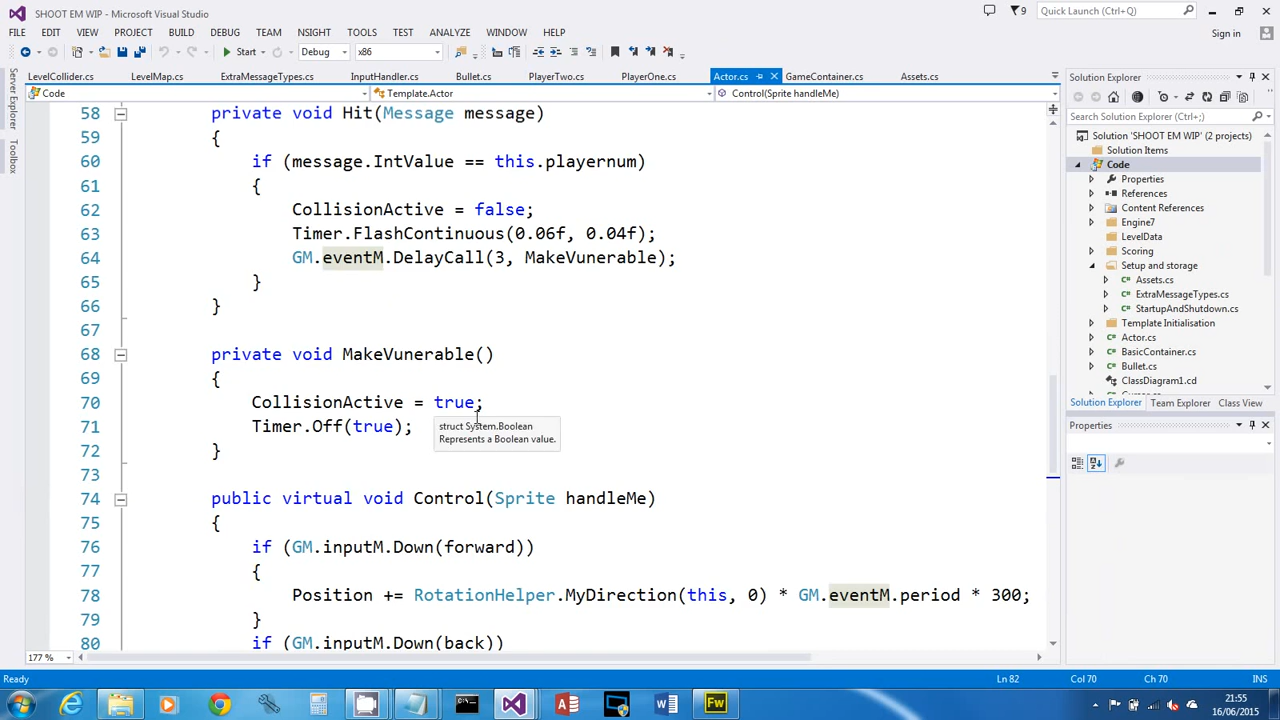 SHOOT EM WIP - Microsoft Visual Studio
9
Quick Launch (Ctrl+Q)
FILE EDIT VIEW PROJECT BUILD DEBUG TEAM NSIGHT TOOLS TEST ANALYZE WINDOW HELP
Sign in
Start Debug x86
LevelCollider.cs LevelMap.cs ExtraMessageTypes.cs InputHandler.cs Bullet.cs PlayerTwo.cs PlayerOne.cs Actor.cs GameContainer.cs Assets.cs
Code Template.Actor Control(Sprite handleMe)
Server Explorer
Toolbox
58 private void Hit(Message message)
59 {
60 if (message.IntValue == this.playernum)
61 {
62 CollisionActive = false;
63 Timer.FlashContinuous(0.06f, 0.04f);
64 GM.eventM.DelayCall(3, MakeVunerable);
65 }
66 }
67
68 private void MakeVunerable()
69 {
70 CollisionActive = true;
71 Timer.Off(true);
struct System.Boolean
Represents a Boolean value.
72 }
73
74 public virtual void Control(Sprite handleMe)
75 {
76 if (GM.inputM.Down(forward))
77 {
78 Position += RotationHelper.MyDirection(this, 0) * GM.eventM.period * 300;
79 }
80 if (GM.inputM.Down(back))
177 %
Solution Explorer
Search Solution Explorer (Ctrl+;)
Solution 'SHOOT EM WIP' (2 projects)
Solution Items
Code
Properties
References
Content References
Engine7
LevelData
Scoring
Setup and storage
Assets.cs
ExtraMessageTypes.cs
StartupAndShutdown.cs
Template Initialisation
Actor.cs
BasicContainer.cs
Bullet.cs
ClassDiagram1.cd
Solution Explorer Team Explorer Class View
Properties
Ready Ln 82 Col 70 Ch 70 INS
Fw
21:55
16/06/2015